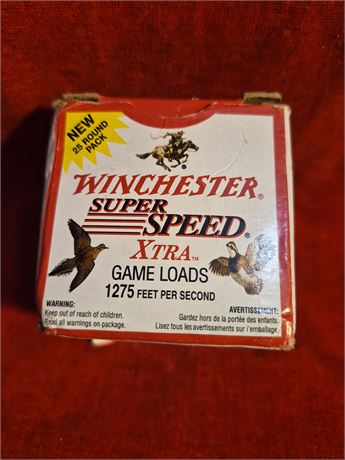 NEW
25 ROUND
PACK
WINCHESTER®
SUPER
SPEED®
XTRA™
GAME LOADS
1275 FEET PER SECOND
WARNING:
Keep out of reach of children.
Read all warnings on package.
AVERTISSEMENT:
Gardez hors de la portée des enfants.
Lisez tous les avertissements sur l'emballage.